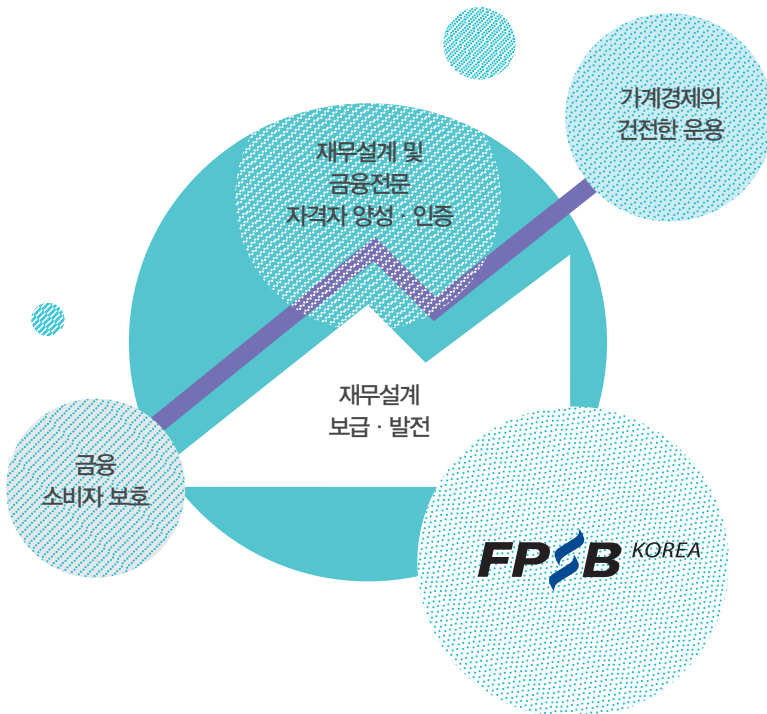 가계경제의
건전한 운용
재무설계 및
금융전문
자격자 양성 · 인증
재무설계
보급 · 발전
금융
소비자 보호
FPSB KOREA